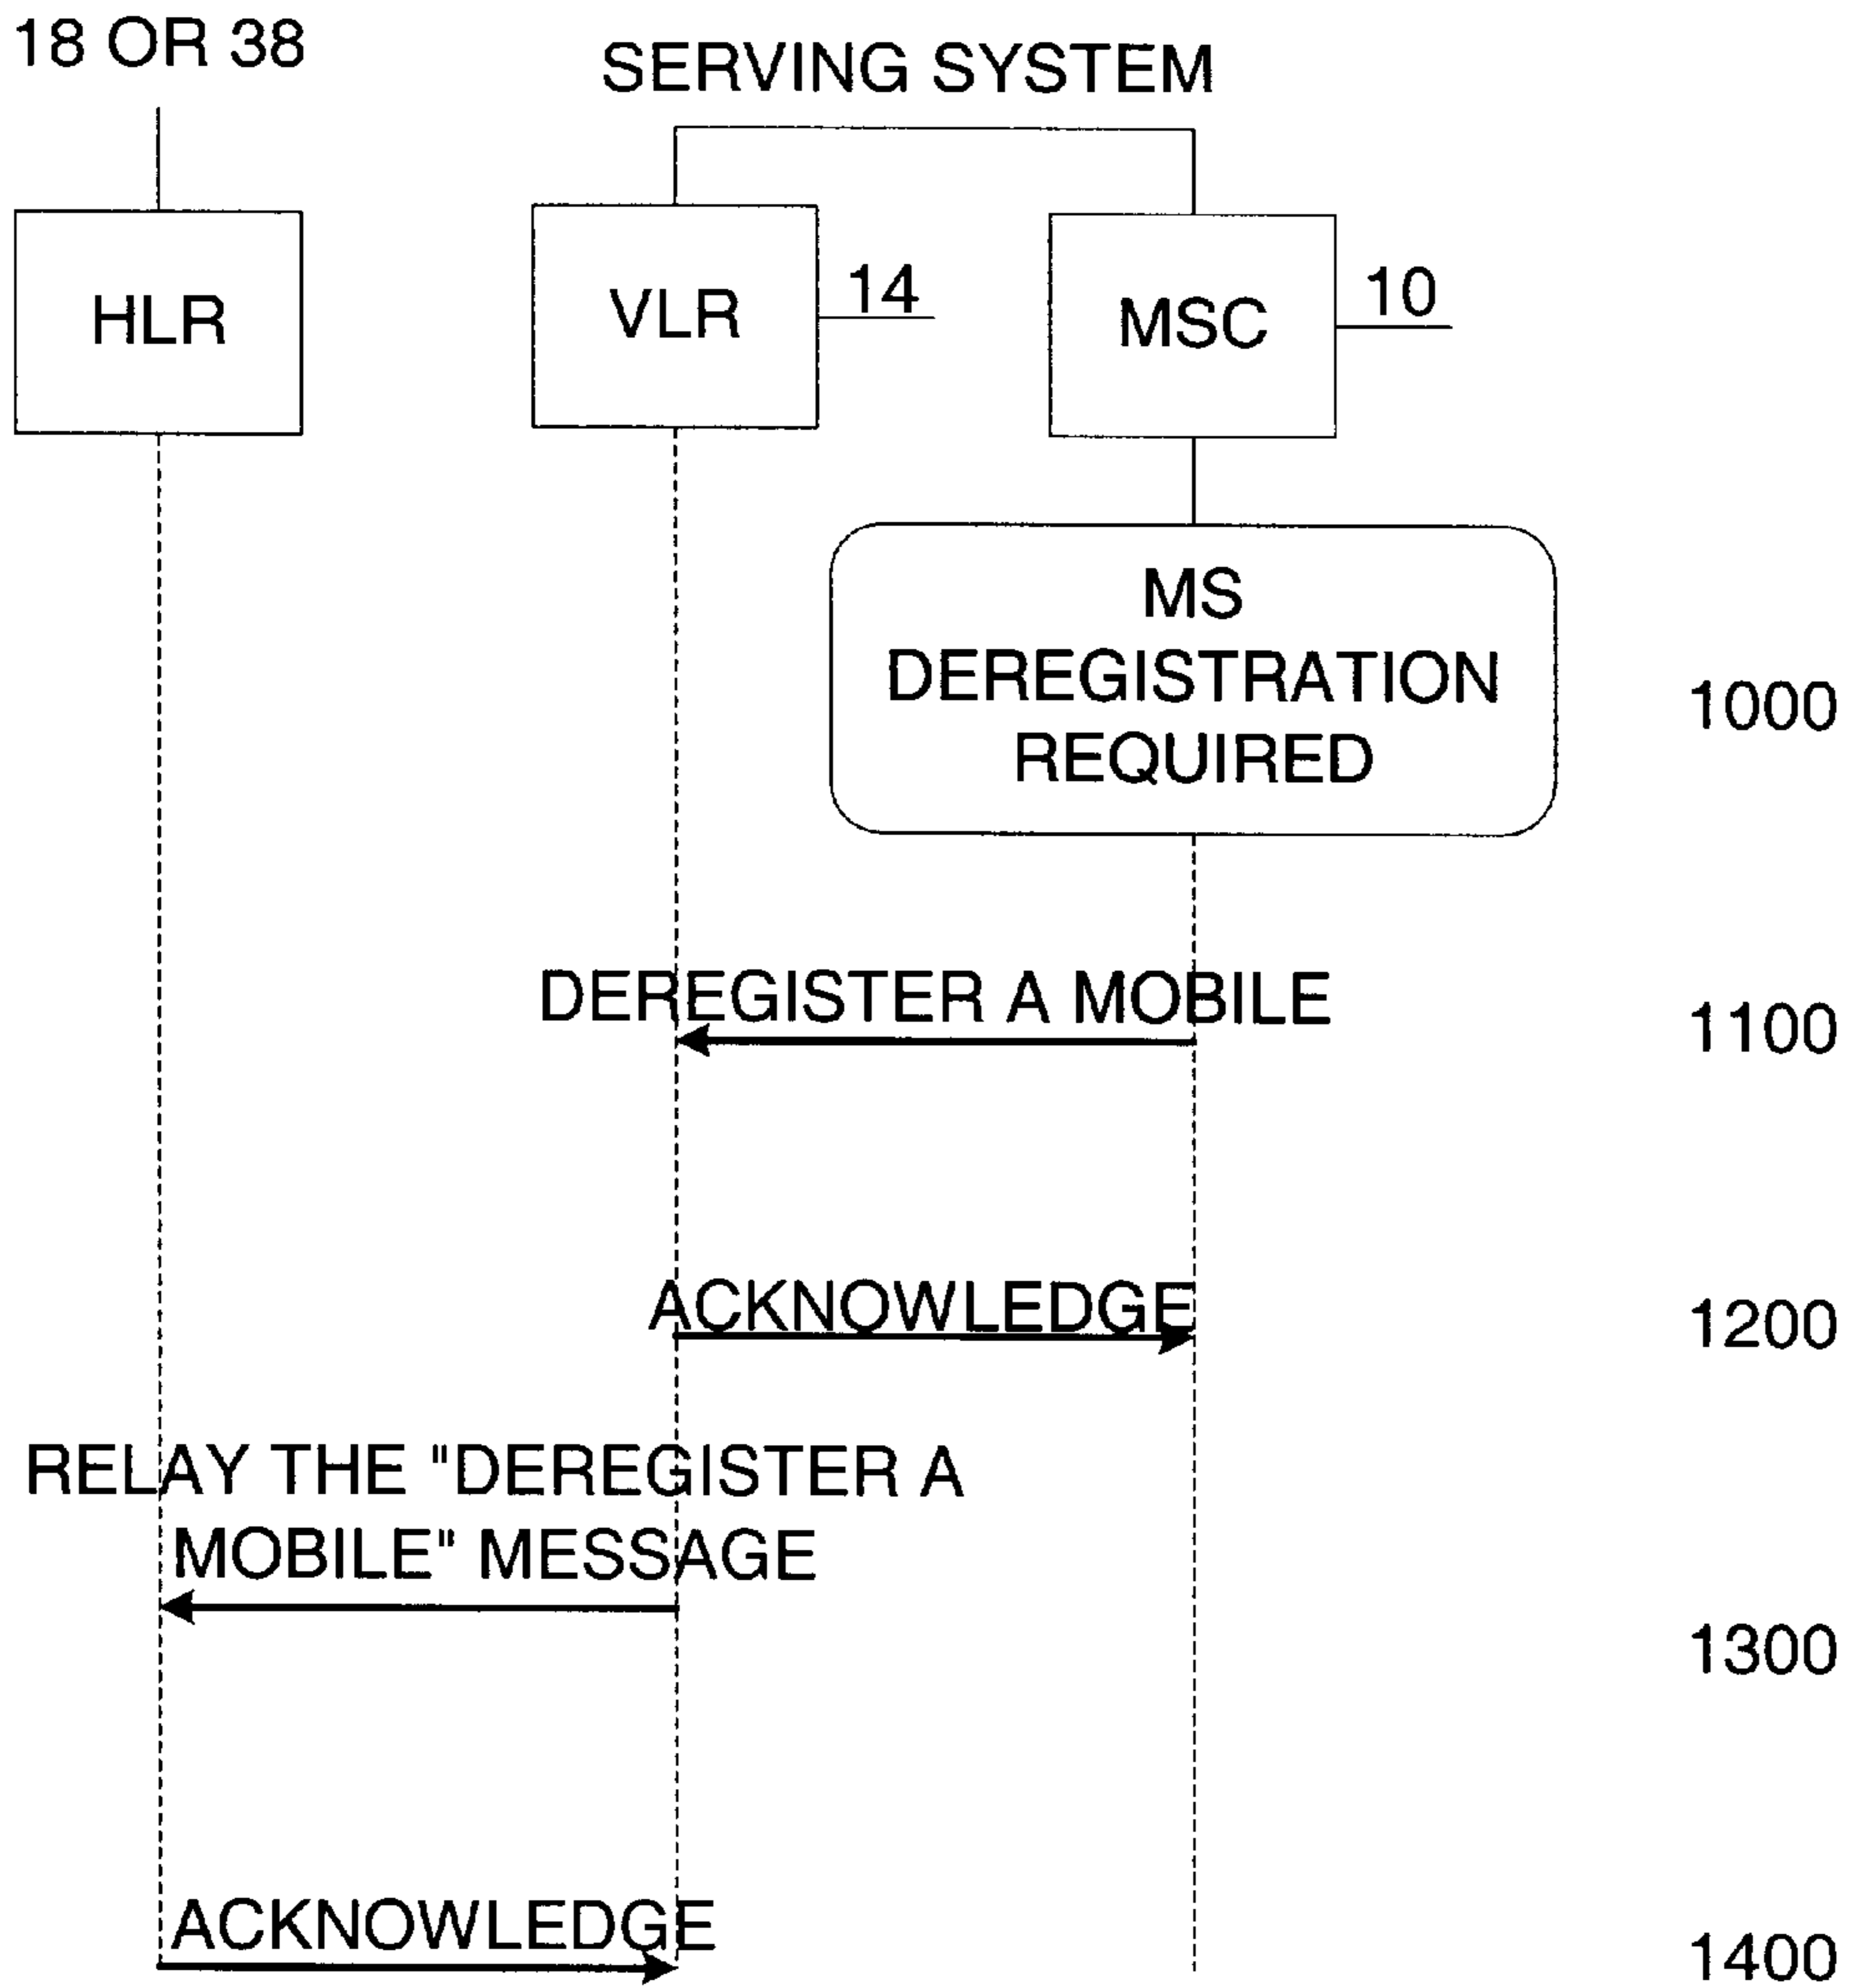 18 OR 38
SERVING SYSTEM
HLR
VLR
14
MSC
10
MS
DEREGISTRATION
REQUIRED
1000
DEREGISTER A MOBILE
1100
ACKNOWLEDGE
1200
RELAY THE "DEREGISTER A
MOBILE" MESSAGE
1300
ACKNOWLEDGE
1400